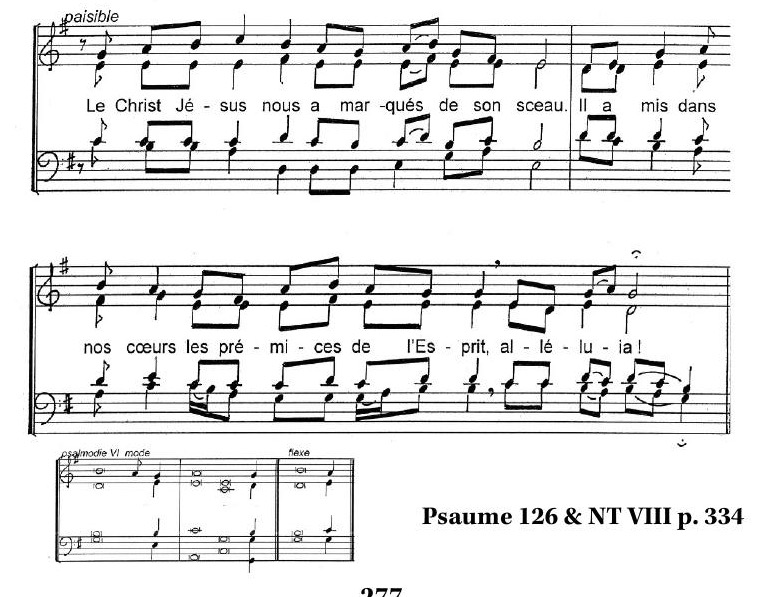 paisible
Le Christ Jé - sus nous a mar -qués de son sceau. Il a mis dans
nos cœurs les pré - mi - ces de l'Es - prit, al - lé - lu - ia !
psalmodie VI mode flexe
Psaume 126 & NT VIII p. 334
277